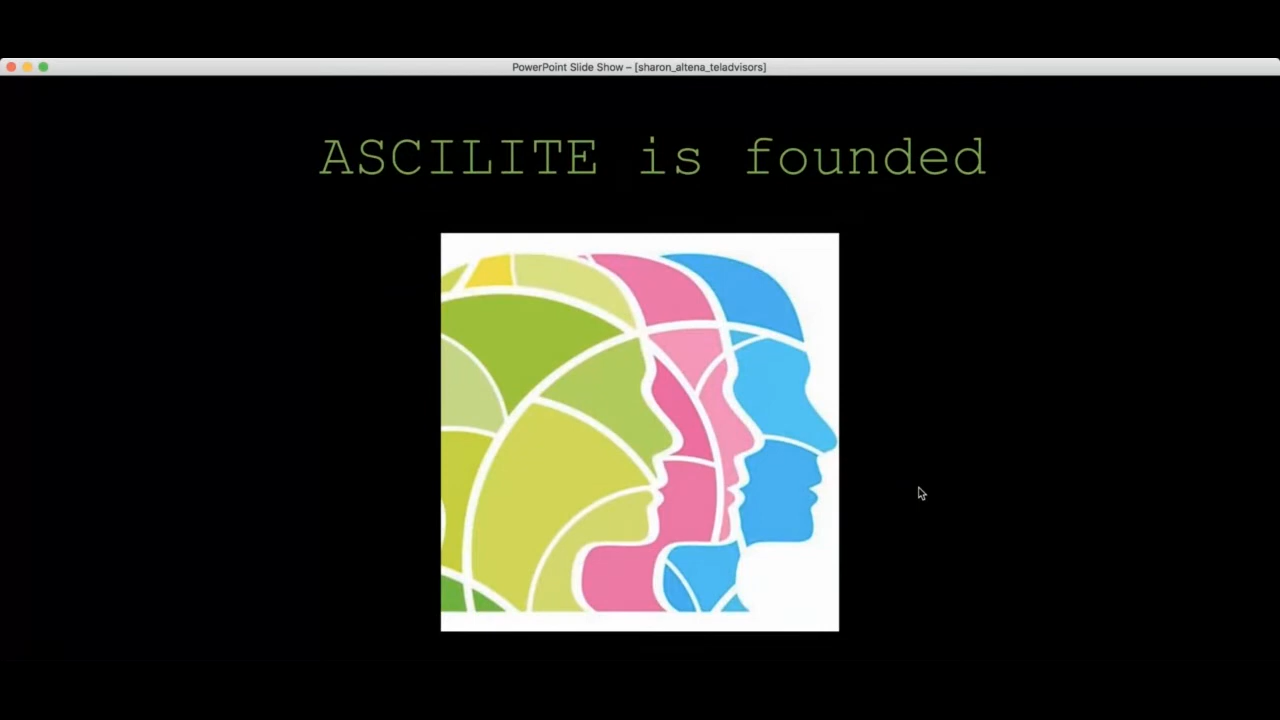 PowerPoint Slide Show – [sharon_altena_teladvisors]
ASCILITE is founded